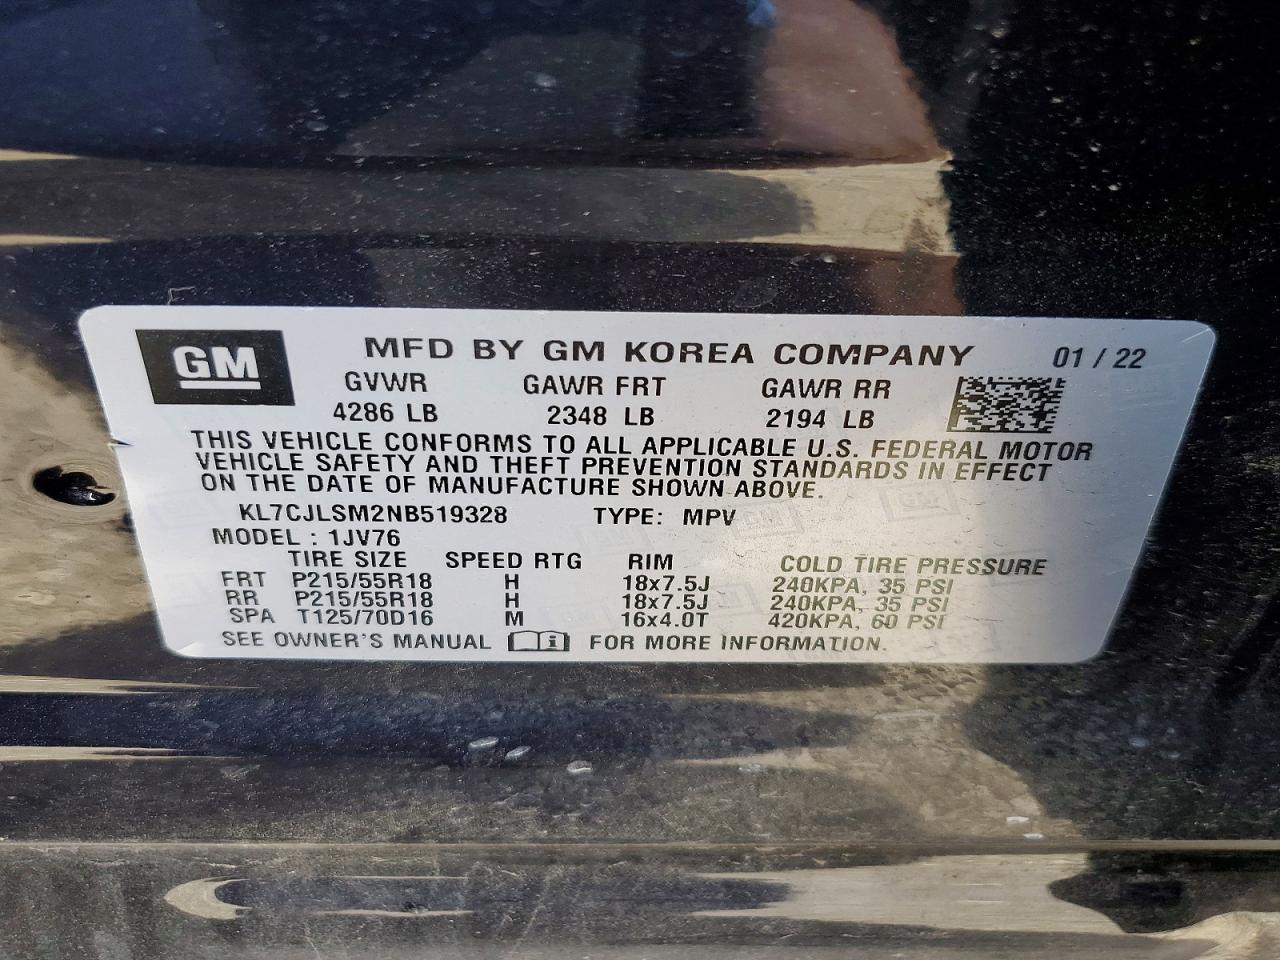 GM
MFD BY GM KOREA COMPANY 01 / 22
GVWR GAWR FRT GAWR RR
4286 LB 2348 LB 2194 LB
THIS VEHICLE CONFORMS TO ALL APPLICABLE U.S. FEDERAL MOTOR
VEHICLE SAFETY AND THEFT PREVENTION STANDARDS IN EFFECT
ON THE DATE OF MANUFACTURE SHOWN ABOVE.
KL7CJLSM2NB519328 TYPE: MPV
MODEL : 1JV76
TIRE SIZE SPEED RTG RIM COLD TIRE PRESSURE
FRT P215/55R18 H 18x7.5J 240KPA, 35 PSI
RR P215/55R18 H 18x7.5J 240KPA, 35 PSI
SPA T125/70D16 M 16x4.0T 420KPA, 60 PSI
SEE OWNER'S MANUAL i FOR MORE INFORMATION.